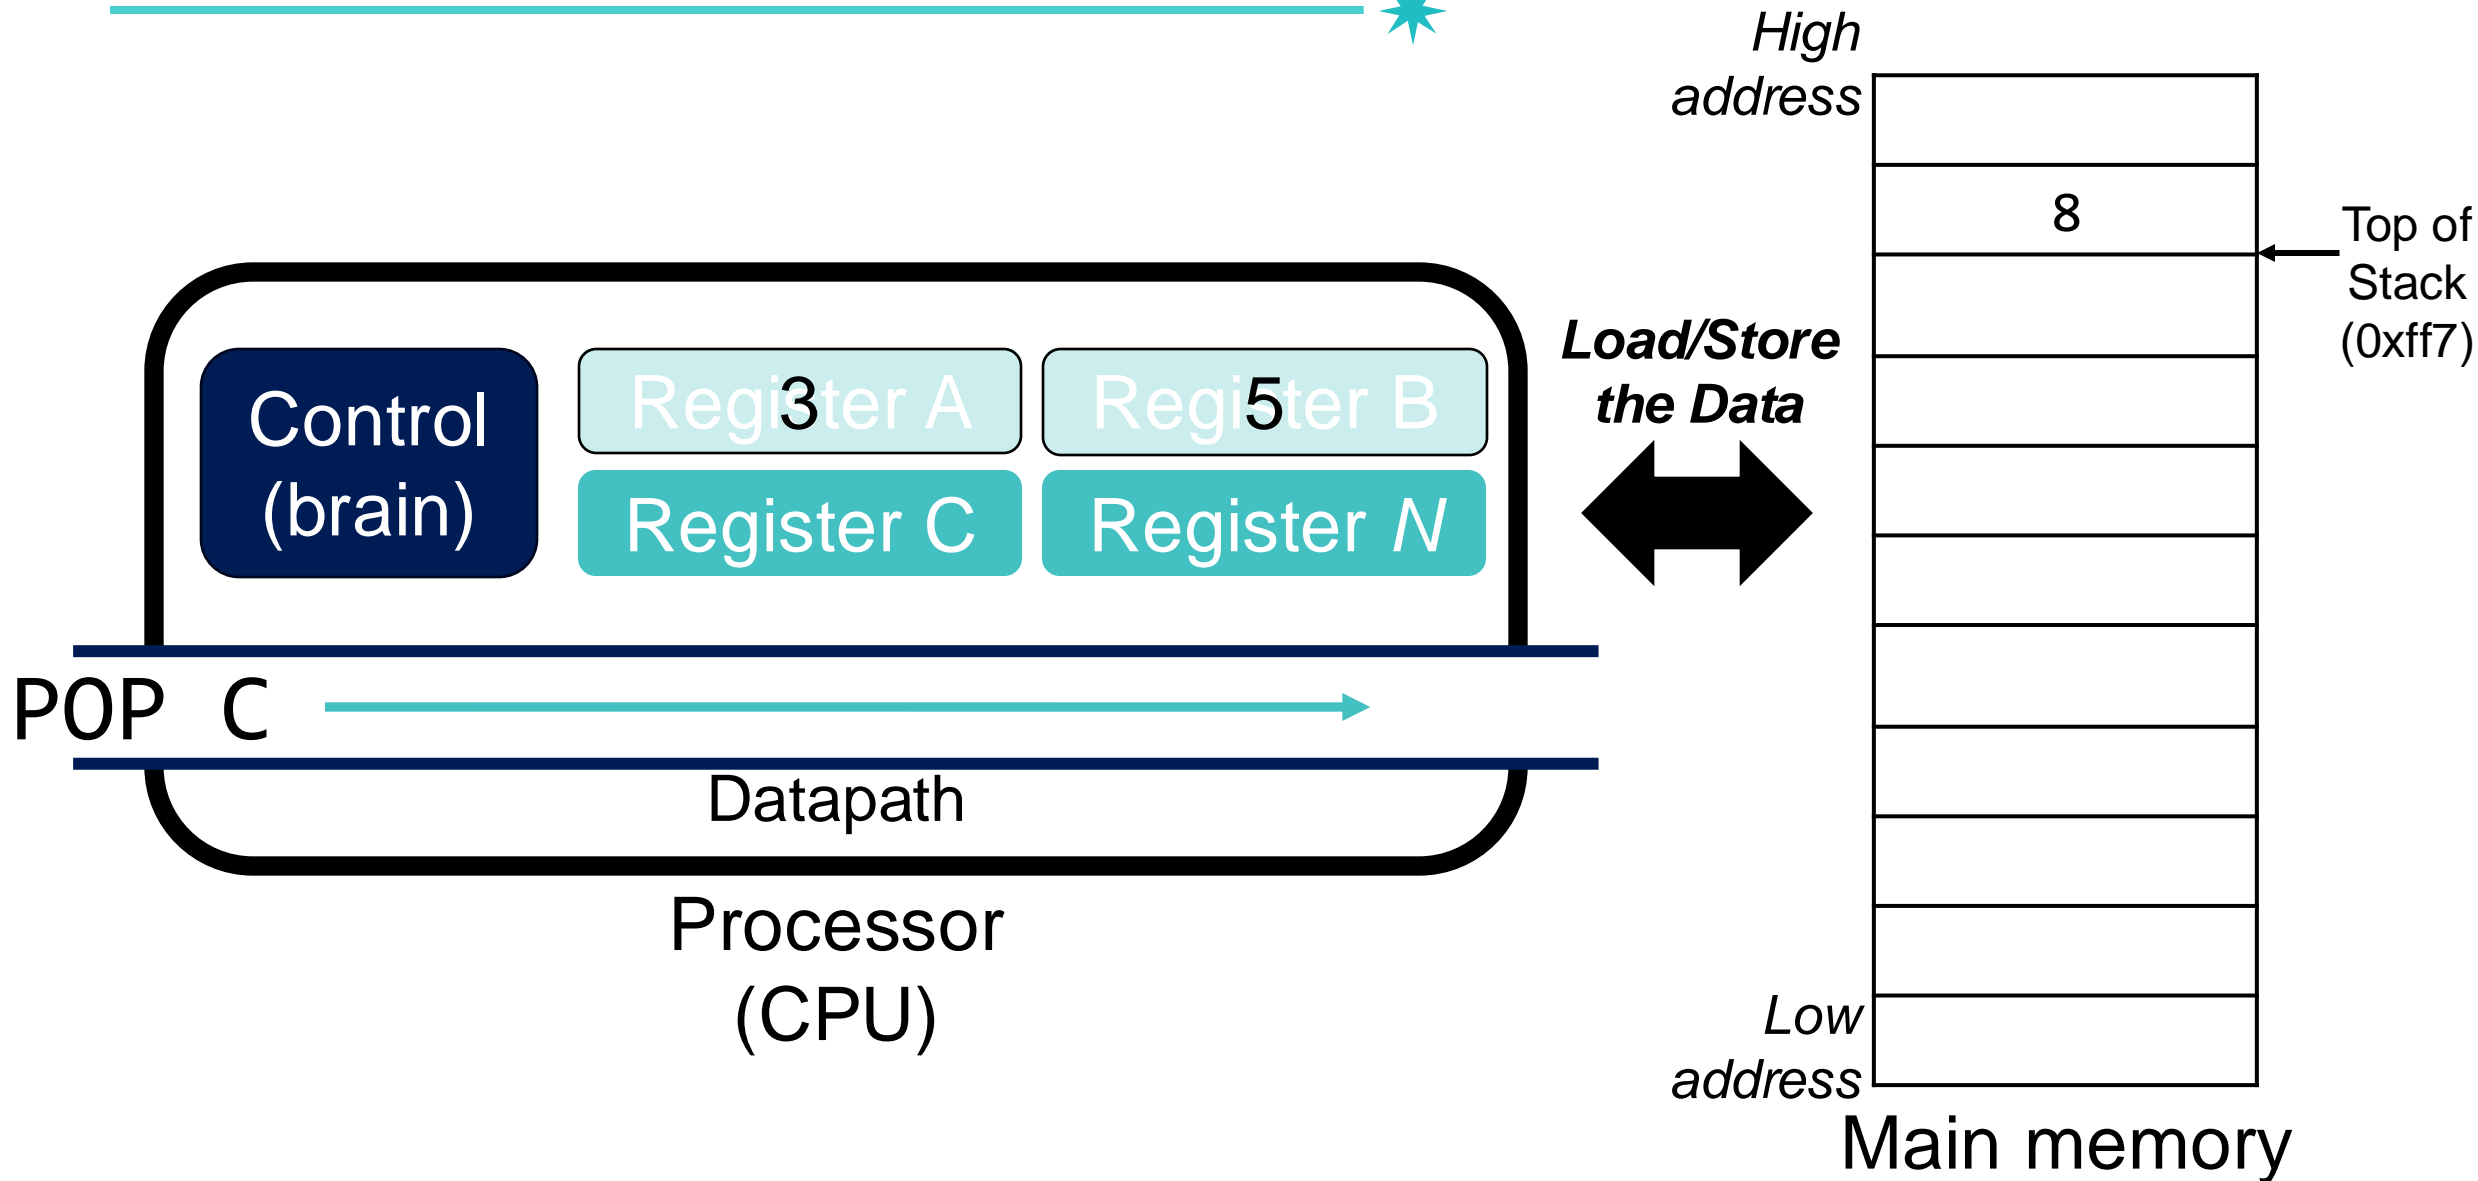 High
address
8
Top of
Stack
(0xff7)
Load/Store
the Data
Control
(brain)
Register A
3
Register B
5
Register C
Register N
POP C
Datapath
Processor
(CPU)
Low
address
Main memory